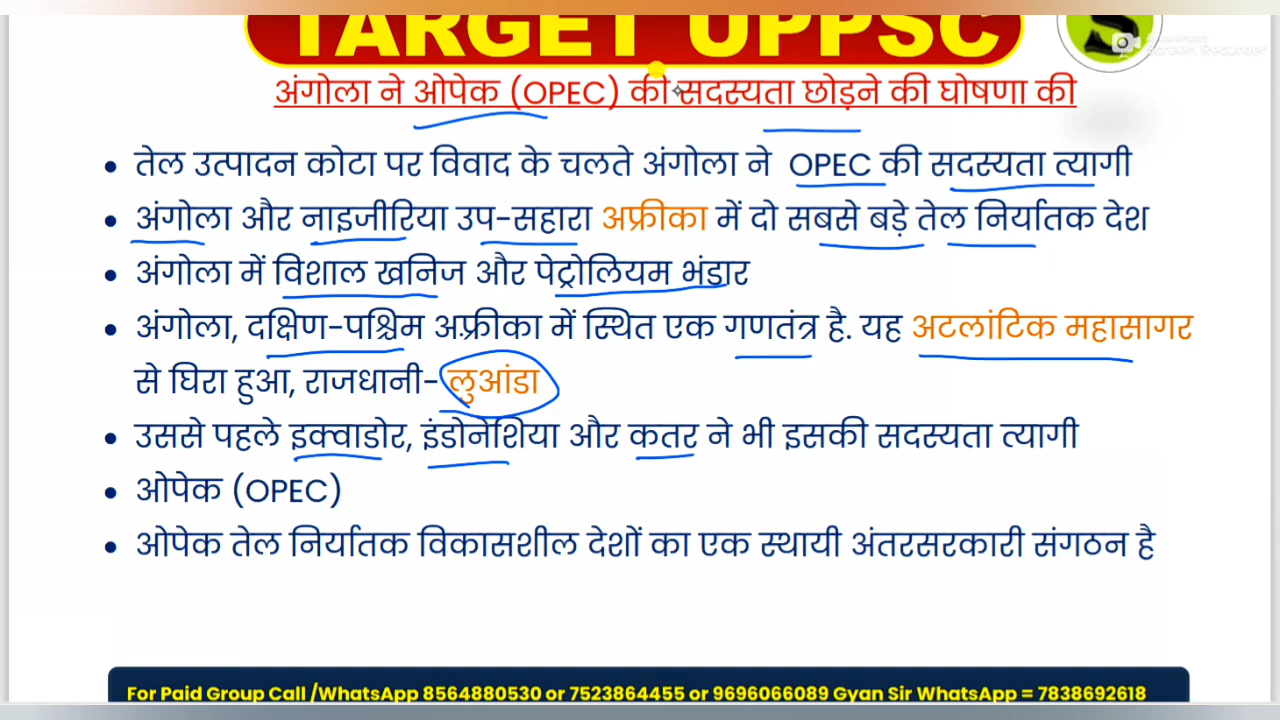 TARGET UPPSC
अंगोला ने ओपेक (OPEC) की सदस्यता छोड़ने की घोषणा की
• तेल उत्पादन कोटा पर विवाद के चलते अंगोला ने OPEC की सदस्यता त्यागी
• अंगोला और नाइजीरिया उप-सहारा अफ्रीका में दो सबसे बड़े तेल निर्यातक देश
• अंगोला में विशाल खनिज और पेट्रोलियम भंडार
• अंगोला, दक्षिण-पश्चिम अफ़्रीका में स्थित एक गणतंत्र है. यह अटलांटिक महासागर
से घिरा हुआ, राजधानी- लुआंडा
• उससे पहले इक्वाडोर, इंडोनेशिया और कतर ने भी इसकी सदस्यता त्यागी
• ओपेक (OPEC)
• ओपेक तेल निर्यातक विकासशील देशों का एक स्थायी अंतरसरकारी संगठन है
For Paid Group Call /WhatsApp 8564880530 or 7523864455 or 9696066089 Gyan Sir WhatsApp = 7838692618
Screen Recorder